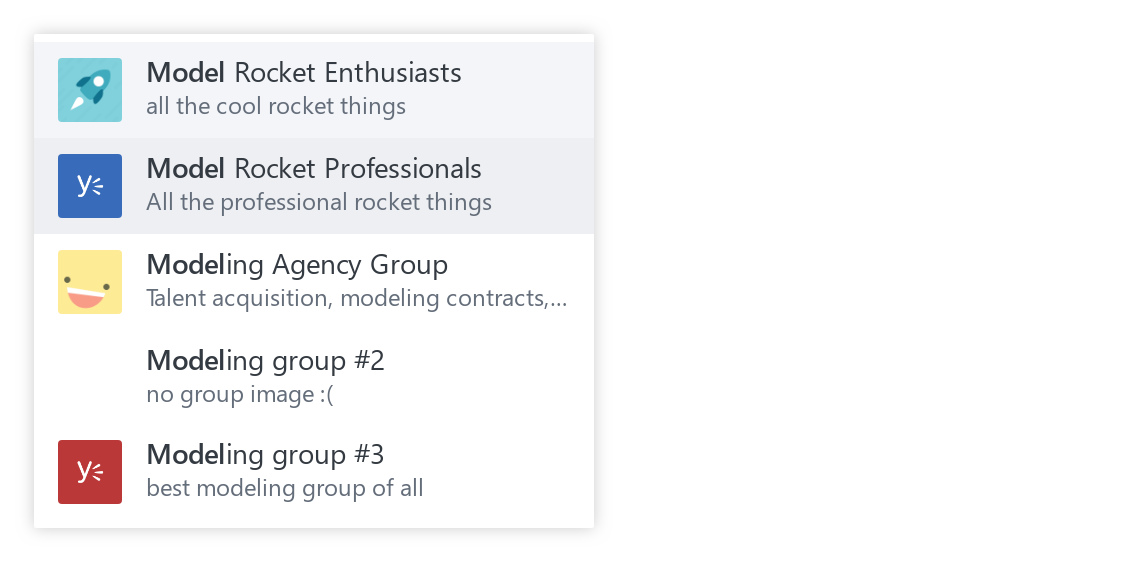 Model Rocket Enthusiasts
all the cool rocket things
Model Rocket Professionals
All the professional rocket things
Modeling Agency Group
Talent acquisition, modeling contracts,...
Modeling group #2
no group image :(
Modeling group #3
best modeling group of all